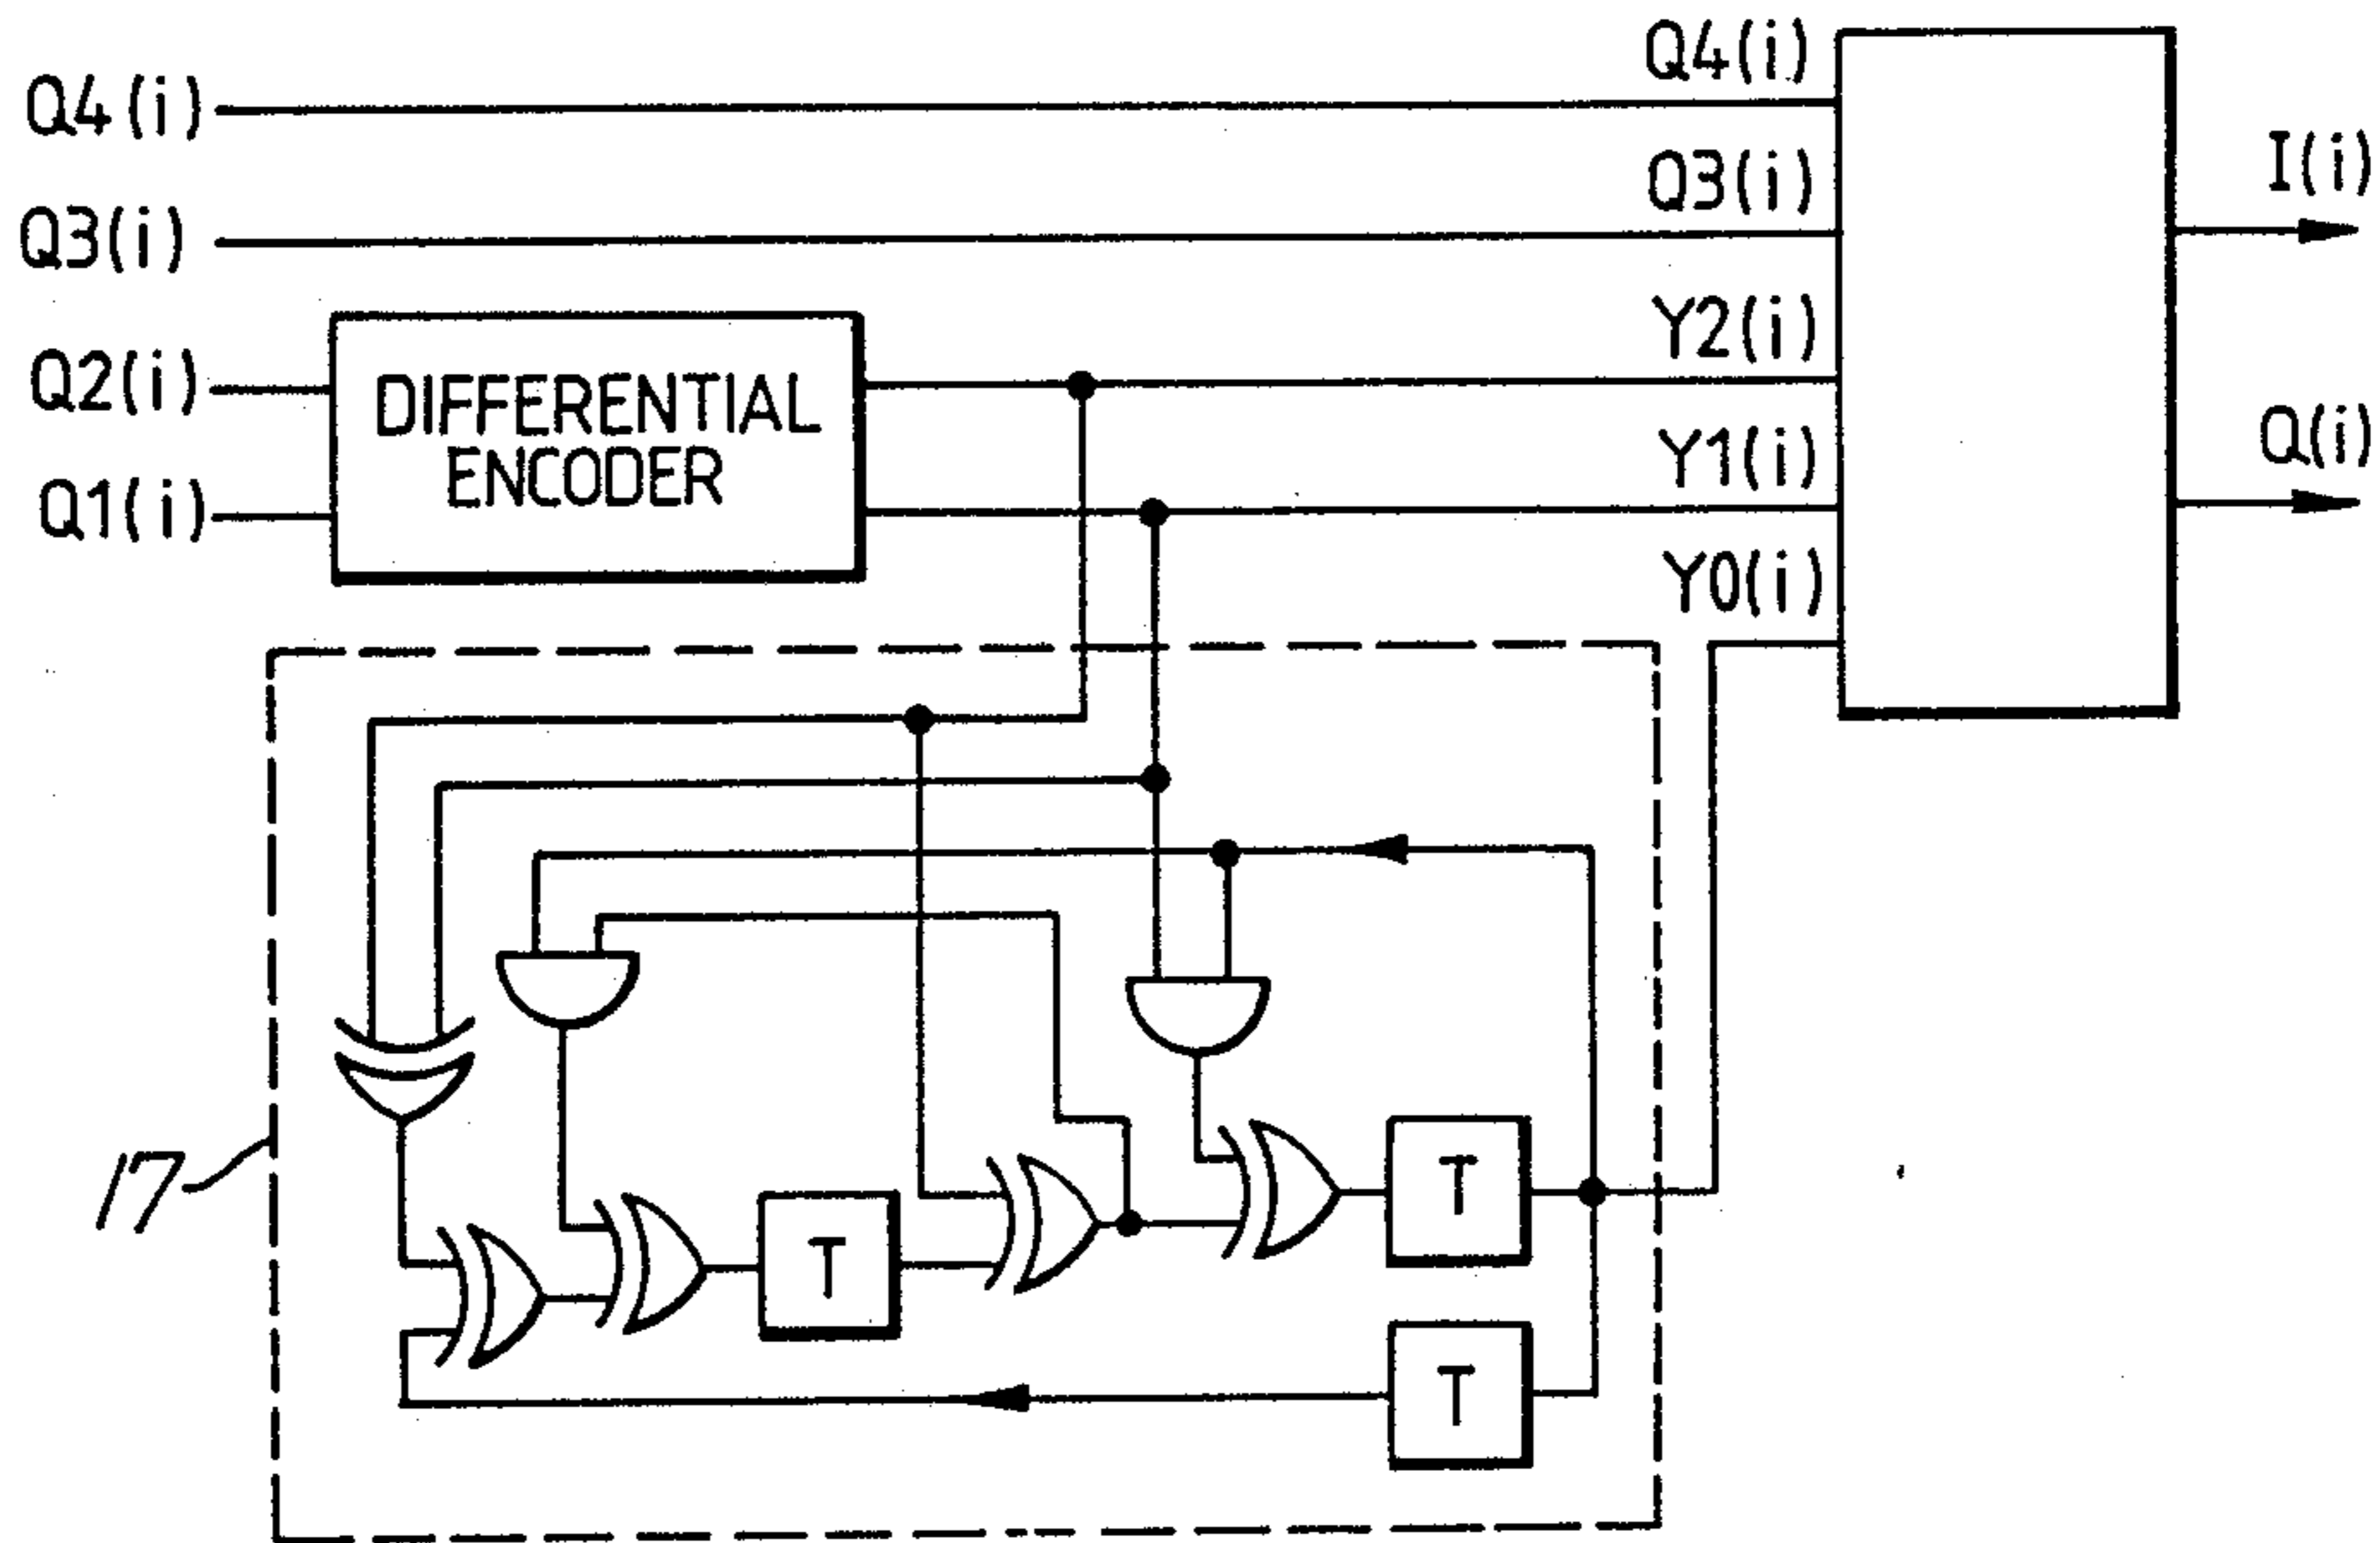 Q4(i)
Q4(i)
Q3(i)
I(i)
Q3(i)
Y2(i)
Q2(i)
DIFFERENTIAL
ENCODER
Y1(i)
Q(i)
Q1(i)
Y0(i)
17
T
T
T